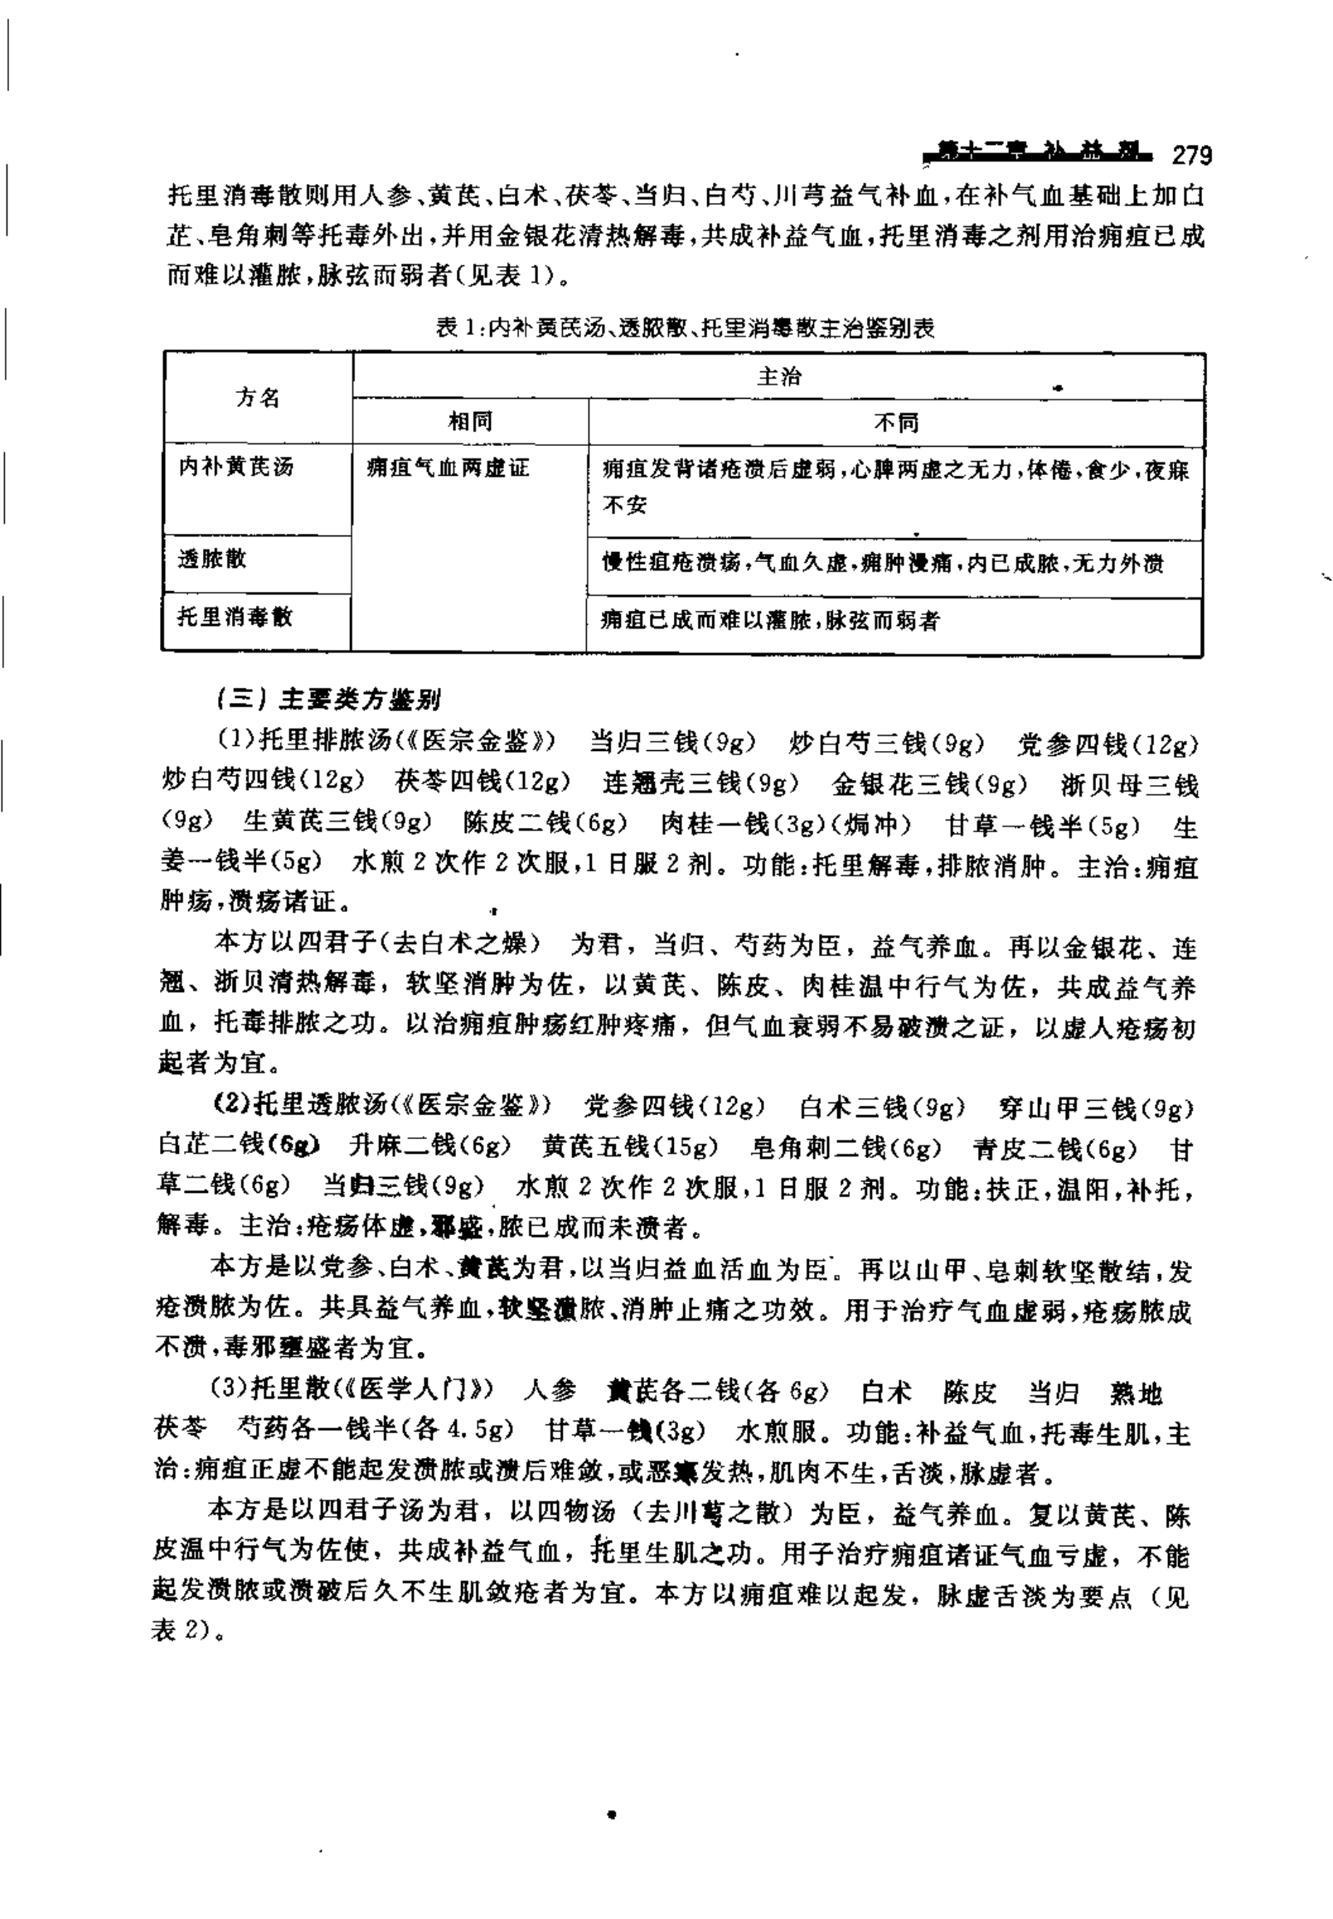 第十二章 补益剂 279
托里消毒散则用人参、黄芪、白术、茯苓、当归、白芍、川芎益气补血,在补气血基础上加白
芷、皂角刺等托毒外出,并用金银花清热解毒,共成补益气血,托里消毒之剂用治痈疽已成
而难以灌脓,脉弦而弱者(见表 1)。
表 1:内补黄芪汤、透脓散、托里消毒散主治鉴别表
方名
主治
相同
不同
内补黄芪汤
痈疽气血两虚证
痈疽发背诸疮溃后虚弱,心脾两虚之无力,体倦,食少,夜寐
不安
透脓散
慢性疽疮溃疡,气血久虚,痈肿漫痛,内已成脓,无力外溃
托里消毒散
痈疽已成而难以灌脓,脉弦而弱者
(三) 主要类方鉴别
(1)托里排脓汤(《医宗金鉴》) 当归三钱(9g) 炒白芍三钱(9g) 党参四钱(12g)
炒白芍四钱(12g) 茯苓四钱(12g) 连翘壳三钱(9g) 金银花三钱(9g) 浙贝母三钱
(9g) 生黄芪三钱(9g) 陈皮二钱(6g) 肉桂一钱(3g)(焗冲) 甘草一钱半(5g) 生
姜一钱半(5g) 水煎 2 次作 2 次服,1 日服 2 剂。功能:托里解毒,排脓消肿。主治:痈疽
肿疡,溃疡诸证。
本方以四君子(去白术之燥) 为君，当归、芍药为臣，益气养血。再以金银花、连
翘、浙贝清热解毒，软坚消肿为佐，以黄芪、陈皮、肉桂温中行气为佐，共成益气养
血，托毒排脓之功。以治痈疽肿疡红肿疼痛，但气血衰弱不易破溃之证，以虚人疮疡初
起者为宜。
(2)托里透脓汤(《医宗金鉴》) 党参四钱(12g) 白术三钱(9g) 穿山甲三钱(9g)
白芷二钱(6g) 升麻二钱(6g) 黄芪五钱(15g) 皂角刺二钱(6g) 青皮二钱(6g) 甘
草二钱(6g) 当归三钱(9g) 水煎 2 次作 2 次服,1 日服 2 剂。功能:扶正,温阳,补托,
解毒。主治:疮疡体虚,邪盛,脓已成而未溃者。
本方是以党参、白术、黄芪为君,以当归益血活血为臣。再以山甲、皂刺软坚散结,发
疮溃脓为佐。共具益气养血,软坚溃脓、消肿止痛之功效。用于治疗气血虚弱,疮疡脓成
不溃,毒邪壅盛者为宜。
(3)托里散(《医学人门》) 人参 黄芪各二钱(各 6g) 白术 陈皮 当归 熟地
茯苓 芍药各一钱半(各 4.5g) 甘草一钱(3g) 水煎服。功能:补益气血,托毒生肌,主
治:痈疽正虚不能起发溃脓或溃后难敛,或恶寒发热,肌肉不生,舌淡,脉虚者。
本方是以四君子汤为君，以四物汤（去川芎之散）为臣，益气养血。复以黄芪、陈
皮温中行气为佐使，共成补益气血，托里生肌之功。用子治疗痈疽诸证气血亏虚，不能
起发溃脓或溃破后久不生肌敛疮者为宜。本方以痈疽难以起发，脉虚舌淡为要点（见
表 2)。